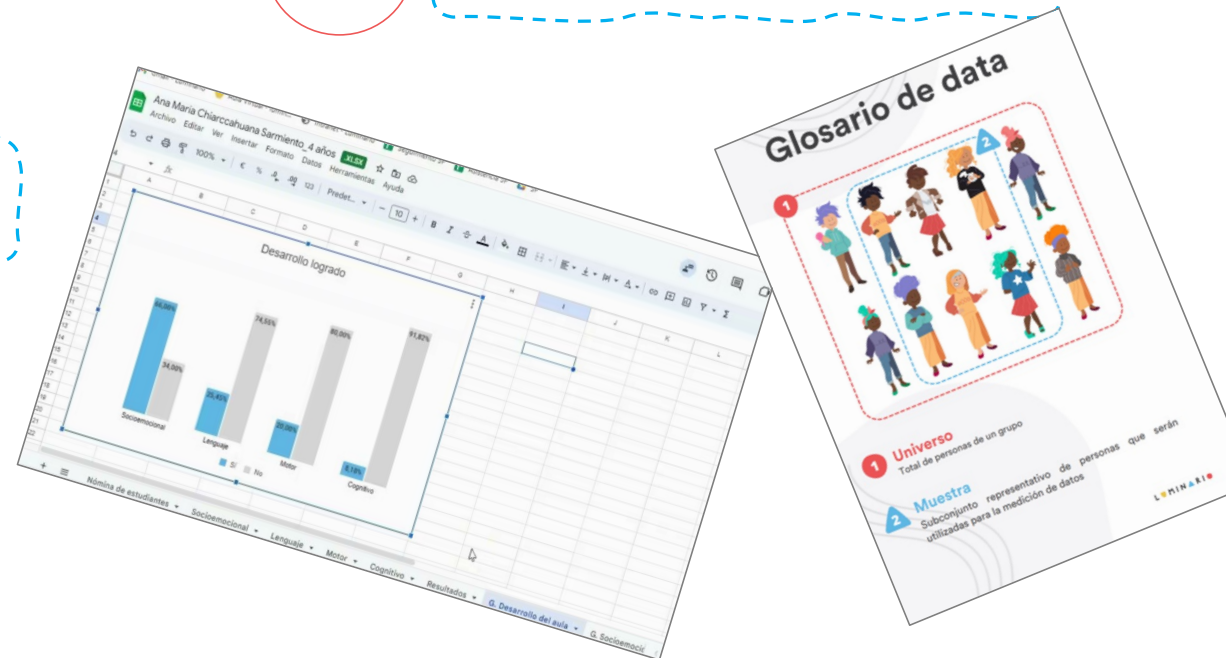 Ana Maria Chiarccahuana Sarmiento_4 años .XLSX
Archivo Editar Ver Insertar Formato Datos Herramientas Ayuda
100% € % .0 .00 123 Predet... 10 B I A
A B C D E F G H I J K L
Desarrollo logrado
66,00% 34,00% 74,55% 80,00% 91,82%
20,00%
Socioemocional Lenguaje Motor Cognitivo
Sí No
Nómina de estudiantes Socioemocional Lenguaje Motor Cognitivo Resultados G. Desarrollo del aula G. Socioemoci
Glosario de data
1
2
1 Universo
Total de personas de un grupo
2 Muestra
Subconjunto representativo de personas que serán
utilizadas para la medición de datos
LUMINARIO